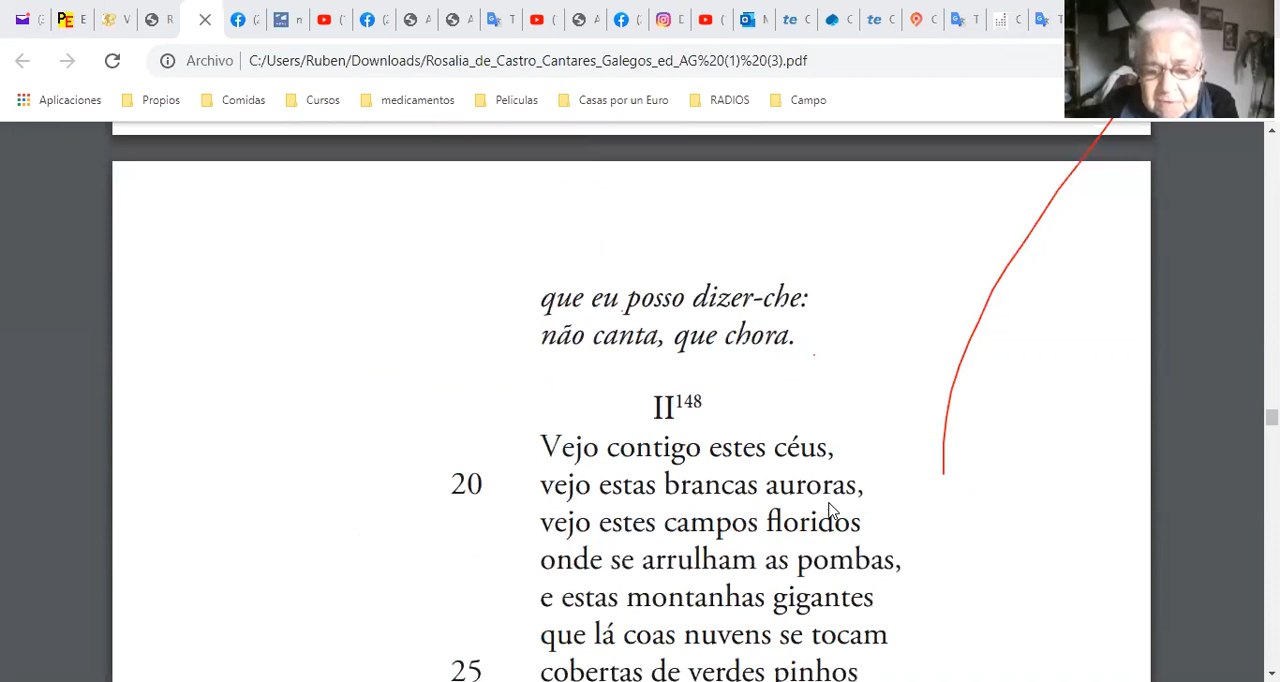 Archivo
C:/Users/Ruben/Downloads/Rosalia_de_Castro_Cantares_Galegos_ed_AG%20(1)%20(3).pdf
Aplicaciones Propios Comidas Cursos medicamentos Peliculas Casas por un Euro RADIOS Campo
que eu posso dizer-che:
não canta, que chora.
II148
Vejo contigo estes céus,
20 vejo estas brancas auroras,
vejo estes campos floridos
onde se arrulham as pombas,
e estas montanhas gigantes
que lá coas nuvens se tocam
25 cobertas de verdes pinhos